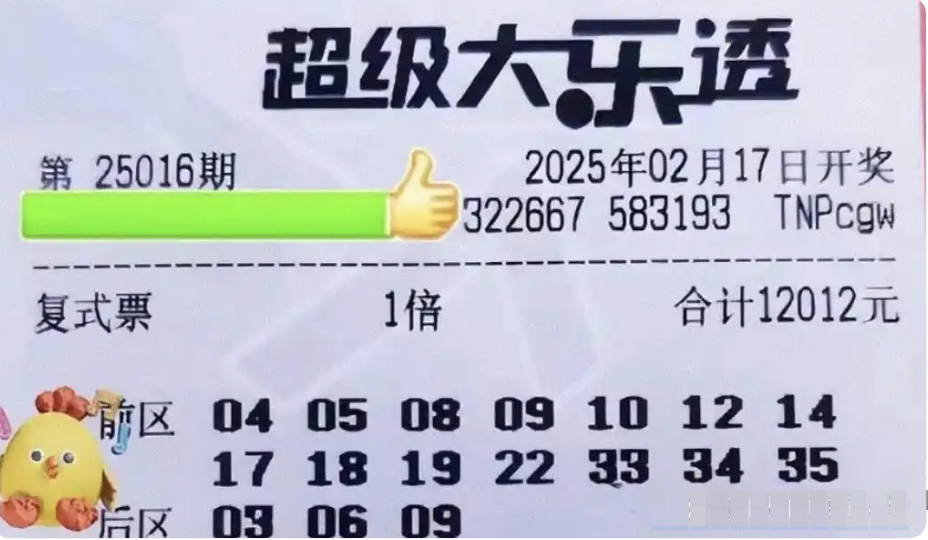 超级大乐透
第 25016期 2025年02月17日开奖
322667 583193 TNPcgw
复式票 1倍 合计12012元
前区 04 05 08 09 10 12 14
17 18 19 22 33 34 35
后区 03 06 09